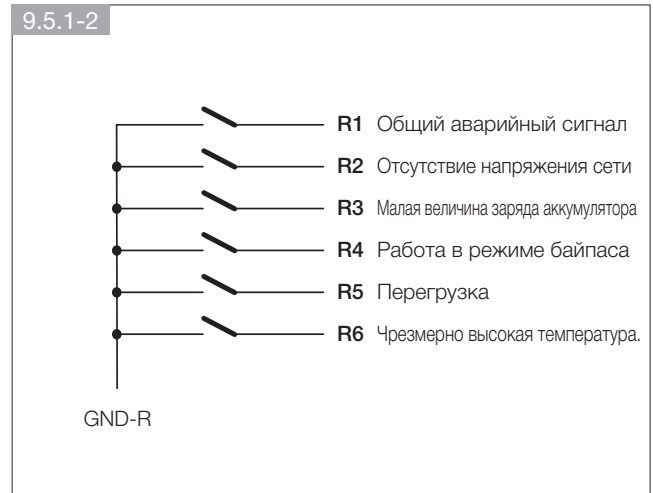 9.5.1-2
R1 Общий аварийный сигнал
R2 Отсутствие напряжения сети
R3 Малая величина заряда аккумулятора
R4 Работа в режиме байпаса
R5 Перегрузка
R6 Чрезмерно высокая температура.
GND-R